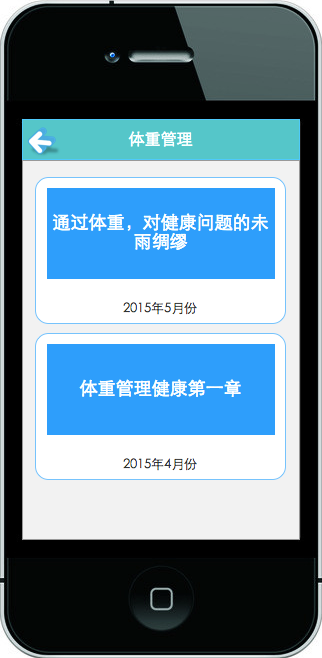 体重管理
通过体重，对健康问题的未
雨绸缪
2015年5月份
体重管理健康第一章
2015年4月份